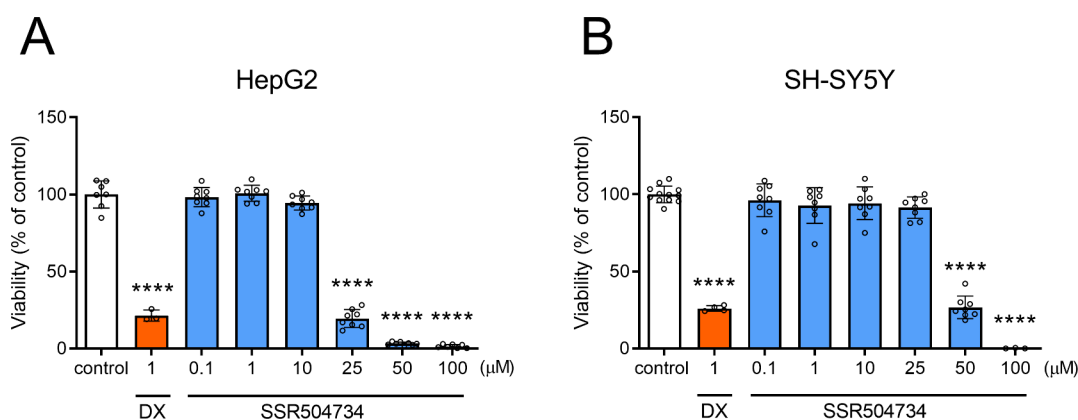 A
HepG2
Viability (% of control)
150
100
50
0
****
****
****
****
control 1 0.1 1 10 25 50 100 (μM)
DX SSR504734
B
SH-SY5Y
Viability (% of control)
150
100
50
0
****
****
****
control 1 0.1 1 10 25 50 100 (μM)
DX SSR504734